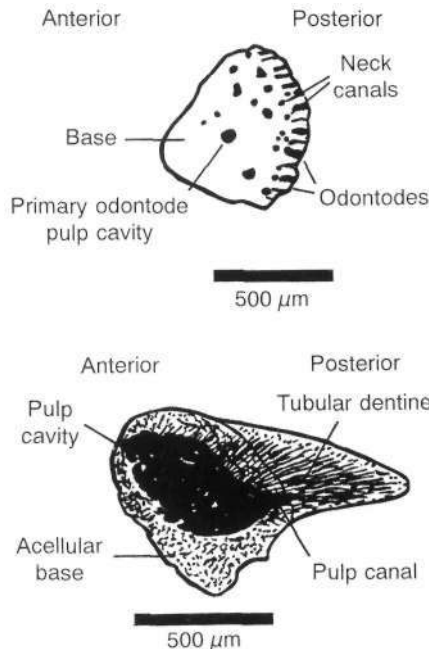 Anterior
Posterior
Neck
canals
Base
Primary odontode
pulp cavity
Odontodes
500 µm
Anterior
Posterior
Tubular dentine
Pulp
cavity
Acellular
base
Pulp canal
500 µm